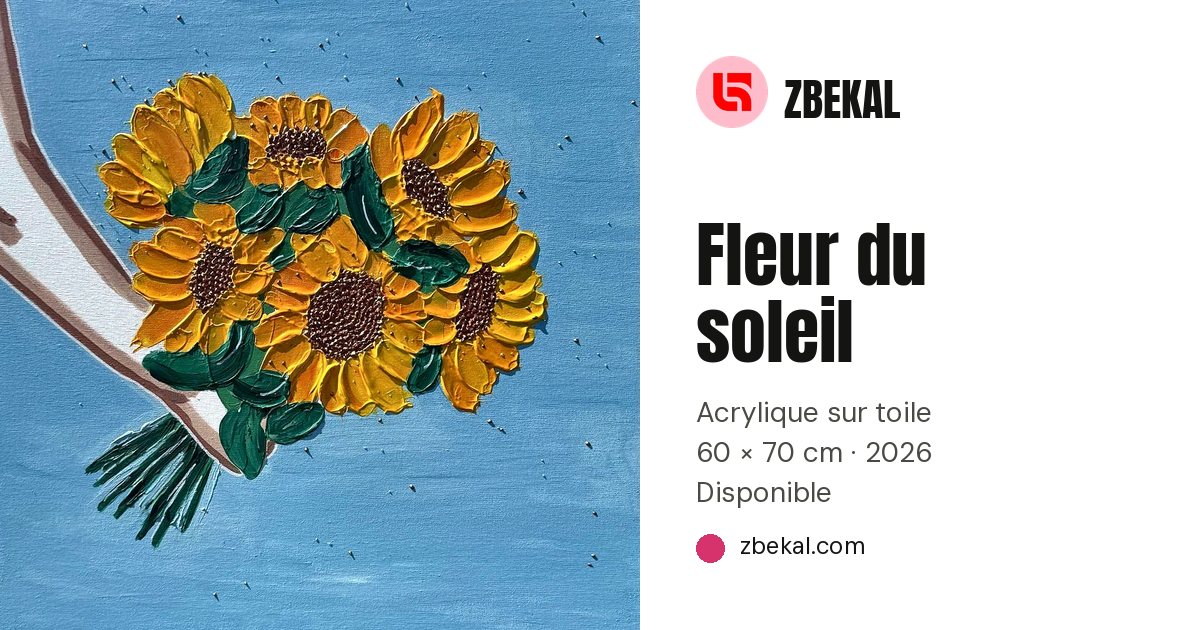 ZBEKAL
Fleur du
soleil
Acrylique sur toile
60 × 70 cm · 2026
Disponible
zbekal.com